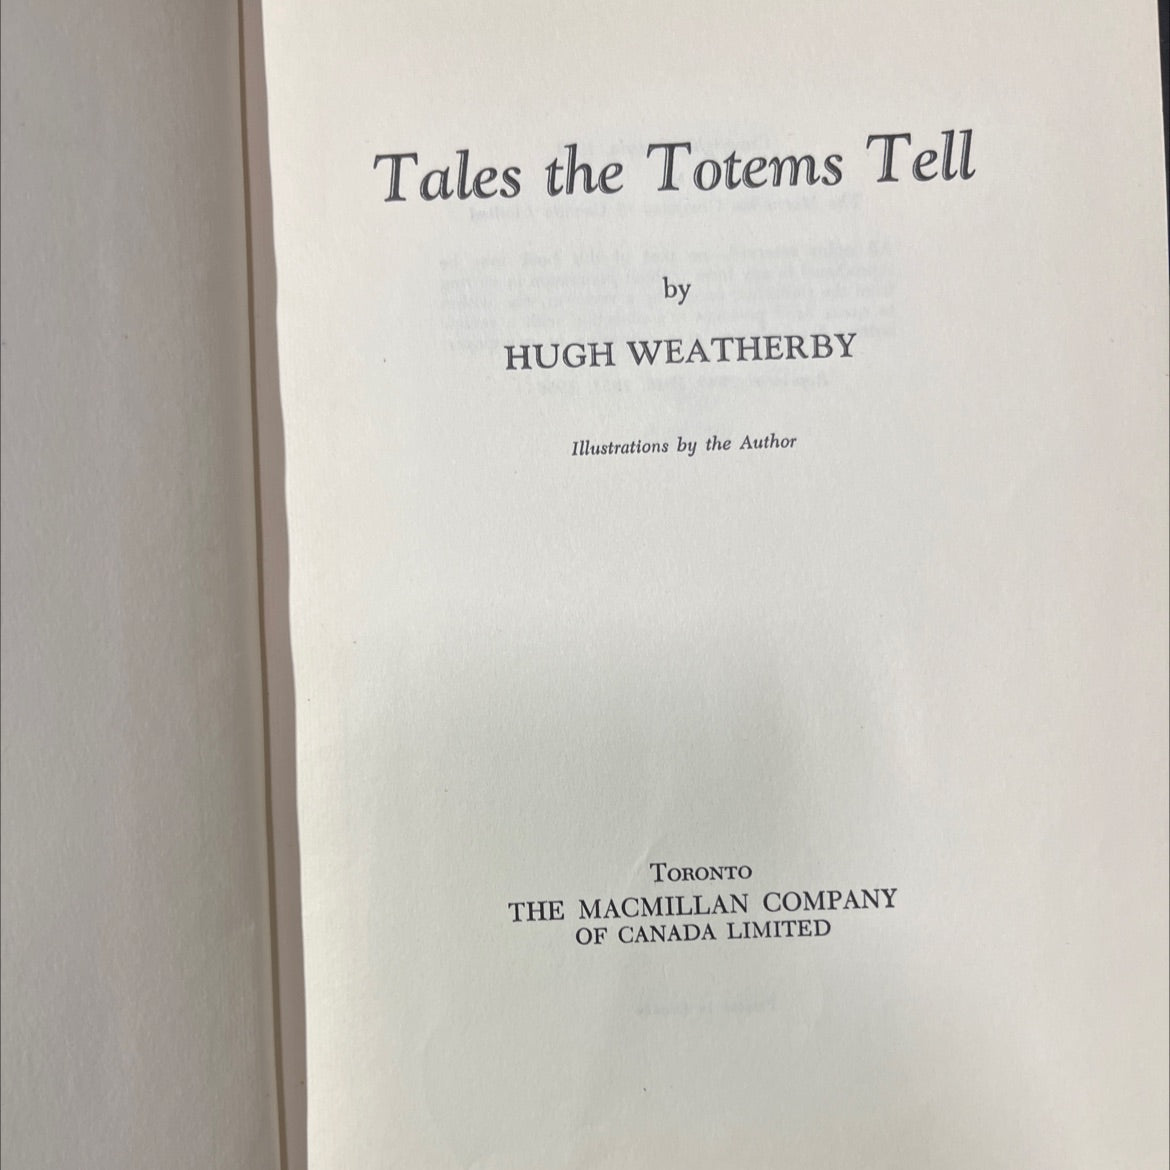 Tales the Totems Tell
by
HUGH WEATHERBY
Illustrations by the Author
TORONTO
THE MACMILLAN COMPANY
OF CANADA LIMITED